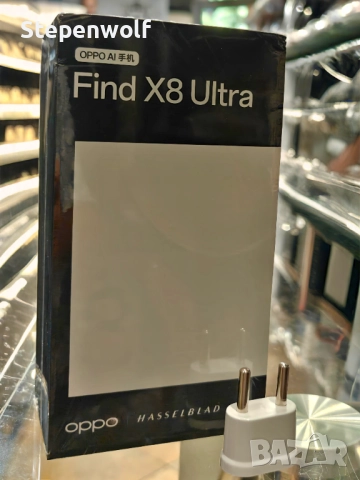 Stepenwolf
OPPO AI 手机
Find X8 Ultra
oppo
HASSELBLAD
BAZAR